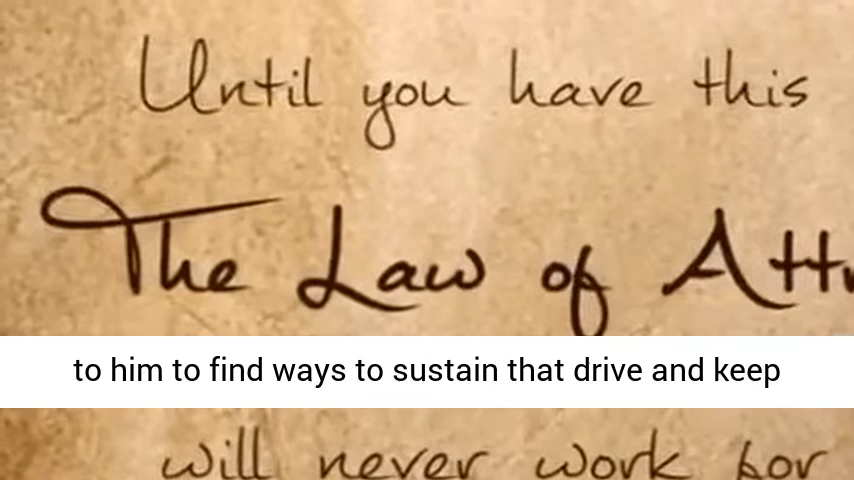 Until you have this
The Law of Attr
to him to find ways to sustain that drive and keep
will never work for